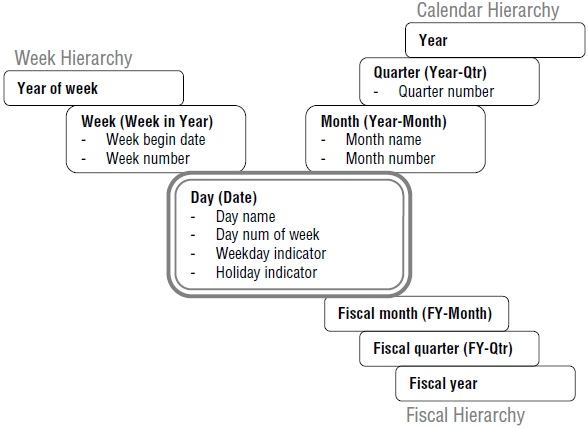 Calendar Hierarchy
Year
Quarter (Year-Qtr)
- Quarter number
Month (Year-Month)
- Month name
- Month number
Week Hierarchy
Year of week
Week (Week in Year)
- Week begin date
- Week number
Day (Date)
- Day name
- Day num of week
- Weekday indicator
- Holiday indicator
Fiscal month (FY-Month)
Fiscal quarter (FY-Qtr)
Fiscal year
Fiscal Hierarchy